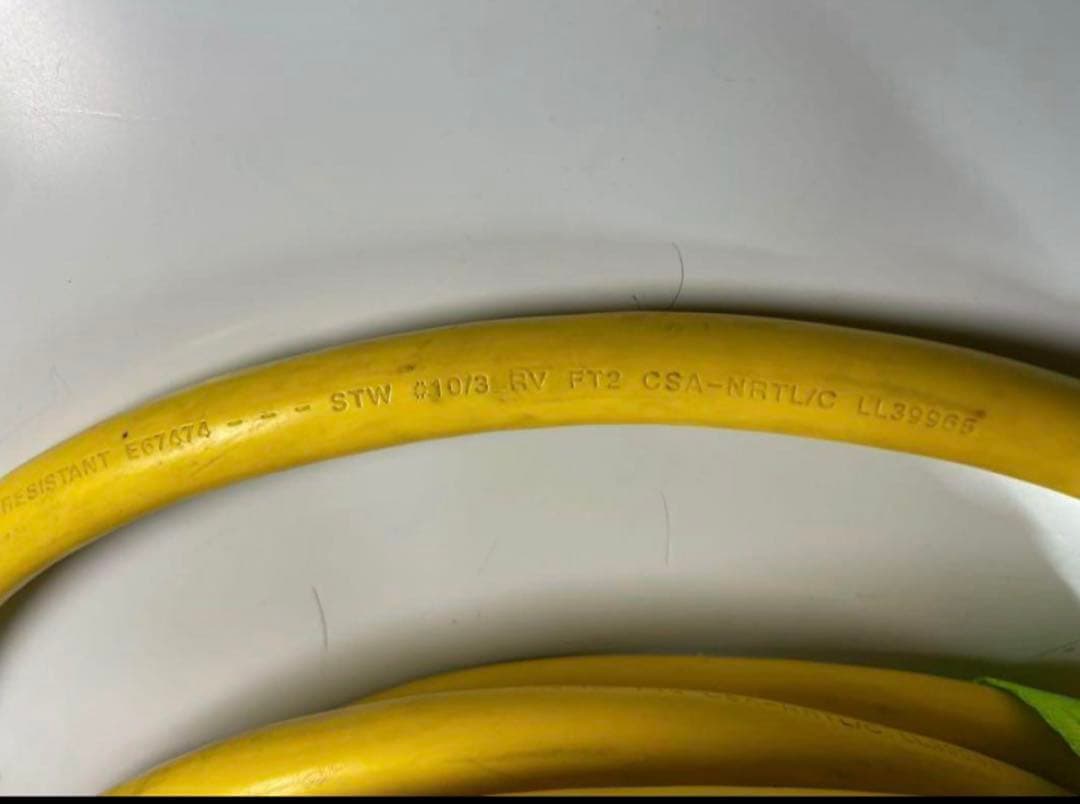 RESISTANT E67474 - - - STW #10/3 RV FT2 CSA-NRTL/C LL39965